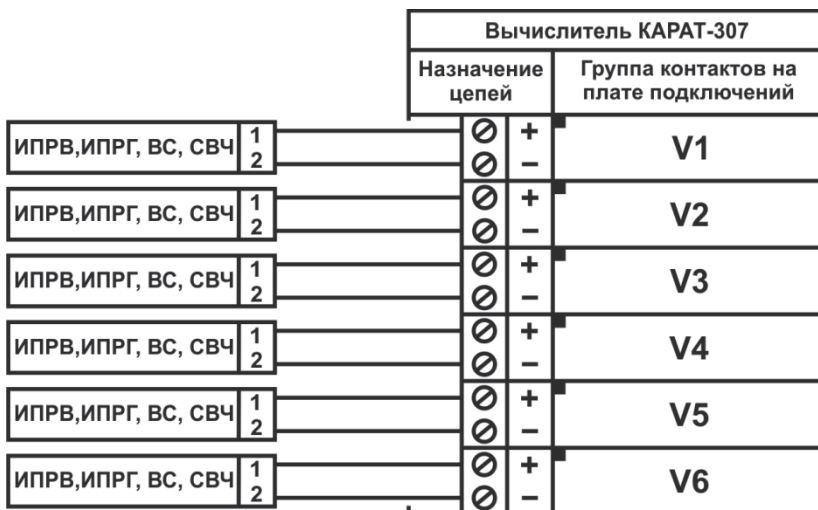 Вычислитель КАРАТ-307
Назначение цепей
Группа контактов на плате подключений
ИПРВ,ИПРГ, ВС, СВЧ 1 + V1
2 –
ИПРВ,ИПРГ, ВС, СВЧ 1 + V2
2 –
ИПРВ,ИПРГ, ВС, СВЧ 1 + V3
2 –
ИПРВ,ИПРГ, ВС, СВЧ 1 + V4
2 –
ИПРВ,ИПРГ, ВС, СВЧ 1 + V5
2 –
ИПРВ,ИПРГ, ВС, СВЧ 1 + V6
2 –